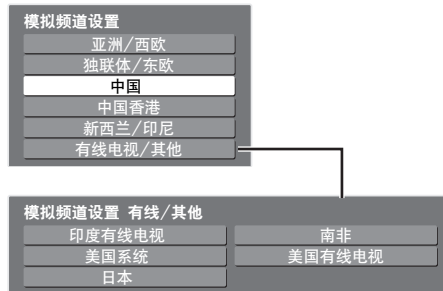 模拟频道设置
亚洲/西欧
独联体/东欧
中国
中国香港
新西兰/印尼
有线电视/其他
模拟频道设置 有线/其他
印度有线电视 南非
美国系统 美国有线电视
日本